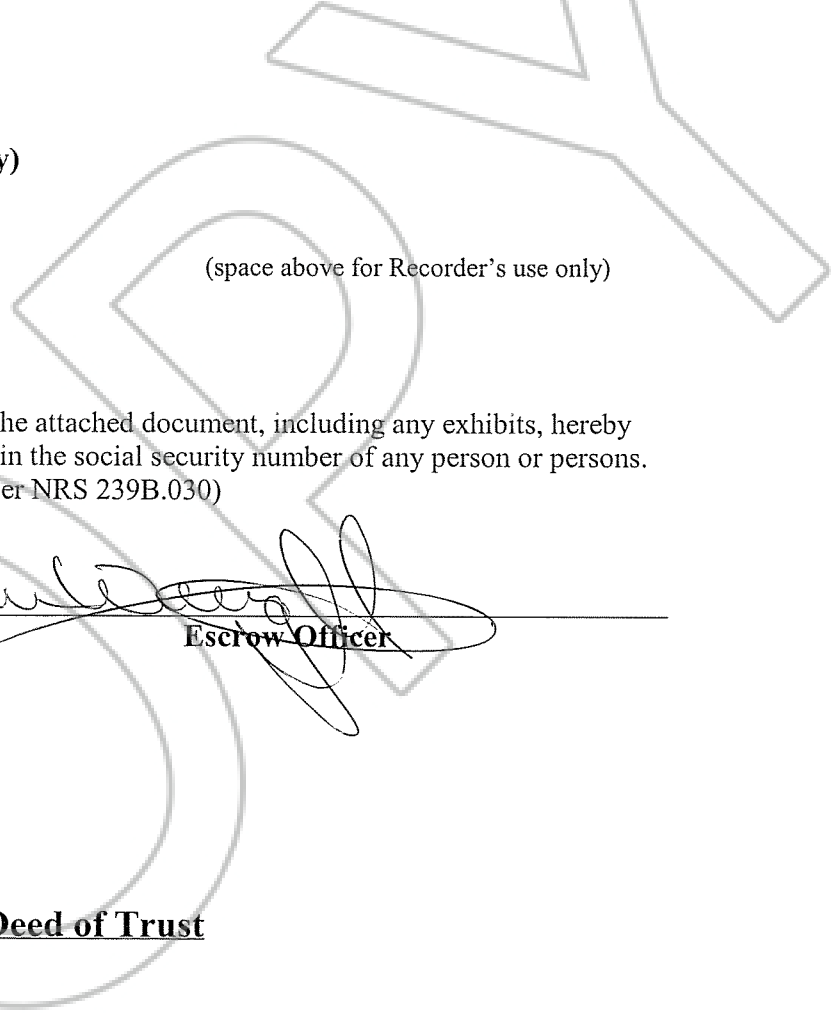 y)
(space above for Recorder's use only)
he attached document, including any exhibits, hereby
in the social security number of any person or persons.
er NRS 239B.030)
Escrow Officer
Deed of Trust
OPY